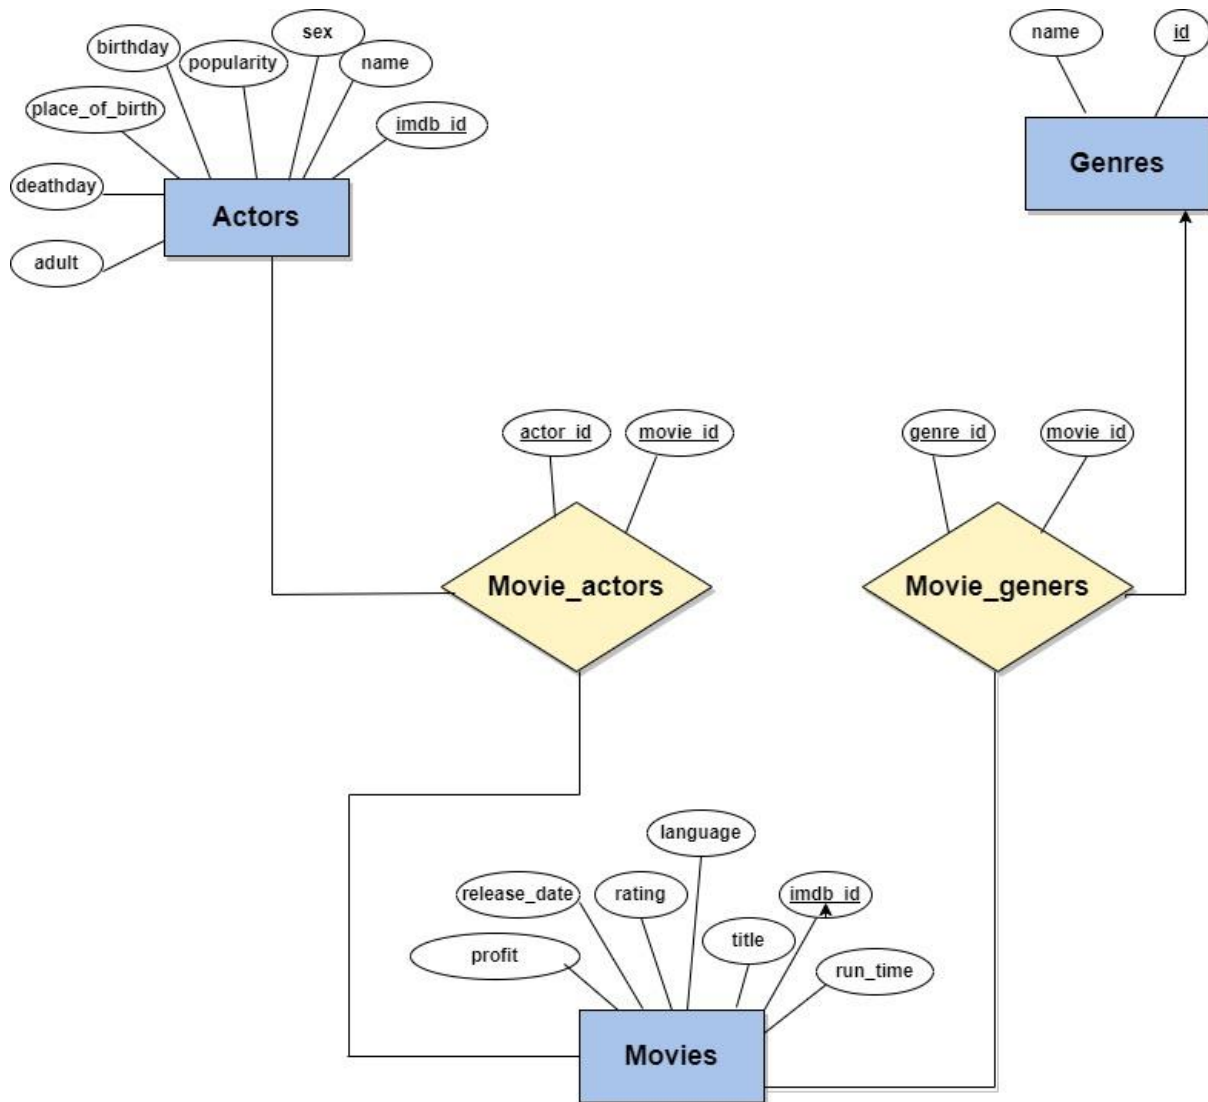 sex
birthday
popularity
name
place_of_birth
imdb_id
deathday
Actors
adult
name
id
Genres
actor_id
movie_id
genre_id
movie_id
Movie_actors
Movie_geners
language
release_date
rating
imdb_id
profit
title
run_time
Movies